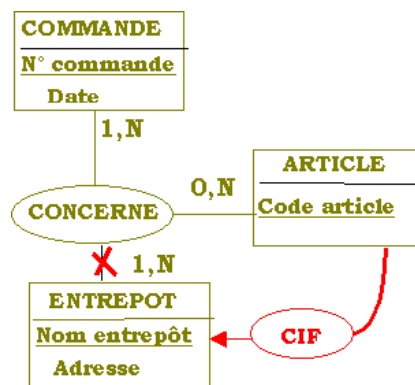 COMMANDE
N° commande
Date
1,N
0,N
ARTICLE
Code article
CONCERNE
1,N
ENTREPOT
Nom entrepôt
Adresse
CIF